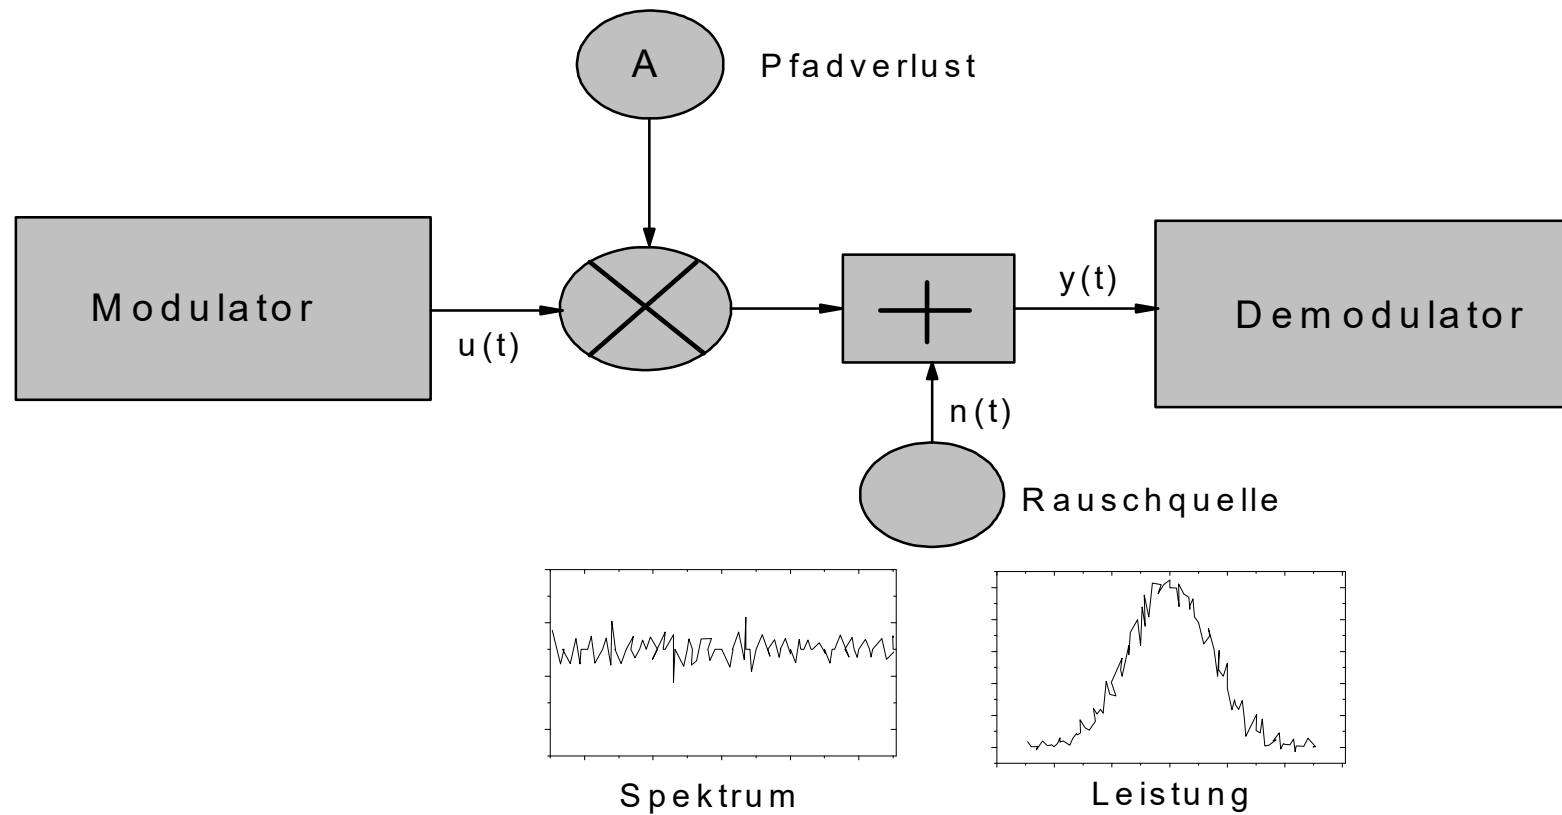 A
Pfadverlust
Modulator
u(t)
y(t)
Demodulator
n(t)
Rauschquelle
Spektrum
Leistung